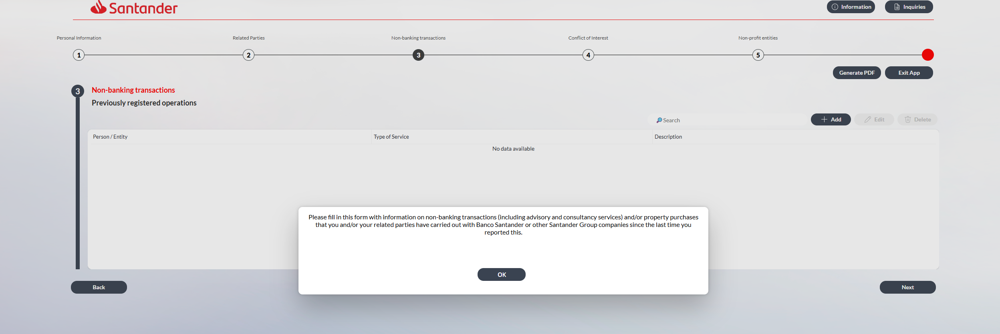 Santander
Information
Inquiries
Personal Information
Related Parties
Non-banking transactions
Conflict of Interest
Non-profit entities
1
2
3
4
5
Generate PDF
Exit App
3
Non-banking transactions
Previously registered operations
Search
Add
Edit
Delete
Person / Entity
Type of Service
Description
No data available
Please fill in this form with information on non-banking transactions (including advisory and consultancy services) and/or property purchases
that you and/or your related parties have carried out with Banco Santander or other Santander Group companies since the last time you
reported this.
OK
Back
Next